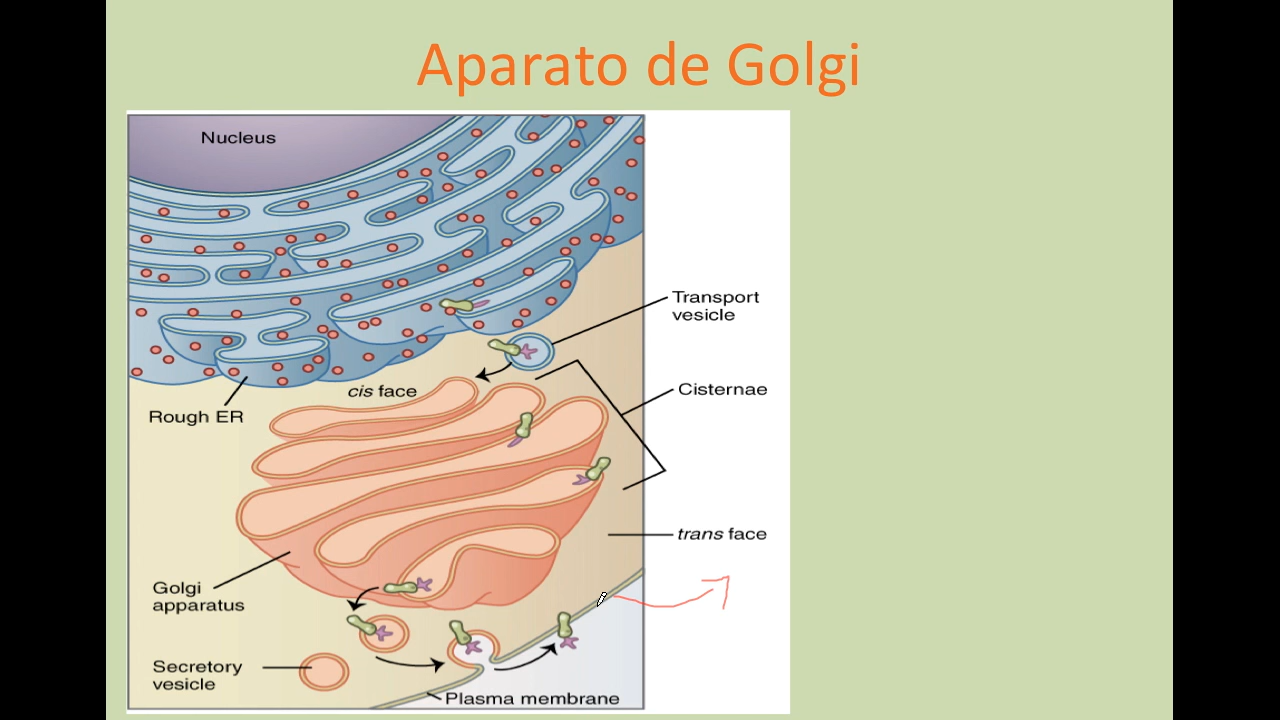 Aparato de Golgi
Nucleus
Transport
vesicle
cis face
Cisternae
Rough ER
trans face
Golgi
apparatus
Secretory
vesicle
Plasma membrane